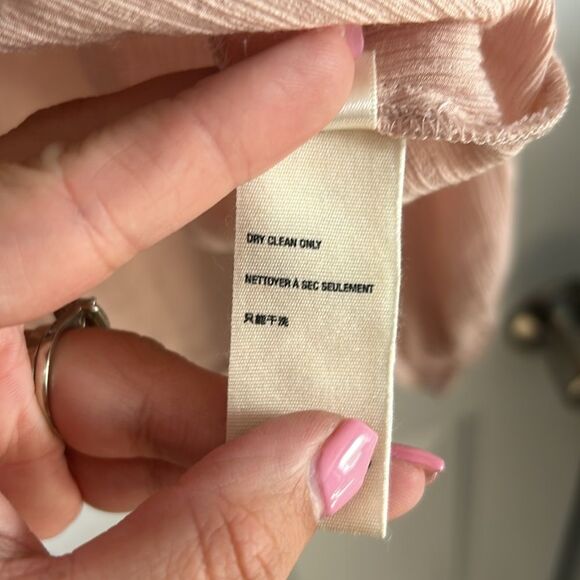 DRY CLEAN ONLY
NETTOYER À SEC SEULEMENT
只能干洗